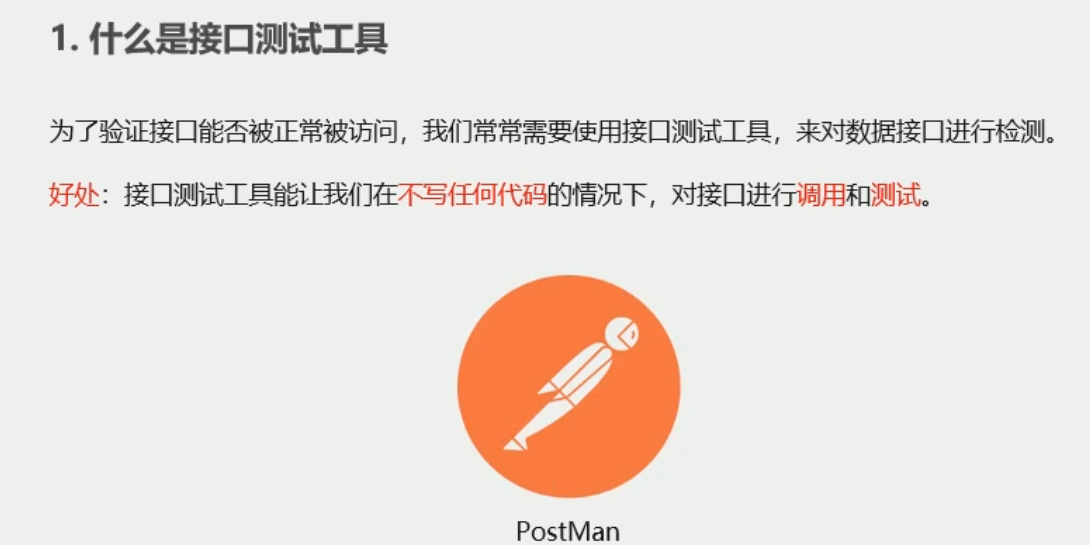 1. 什么是接口测试工具
为了验证接口能否被正常被访问，我们常常需要使用接口测试工具，来对数据接口进行检测。
好处：接口测试工具能让我们在不写任何代码的情况下，对接口进行调用和测试。
PostMan